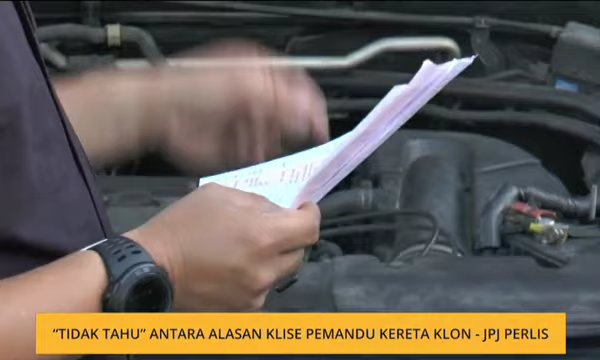 “TIDAK TAHU” ANTARA ALASAN KLISE PEMANDU KERETA KLON - JPJ PERLIS